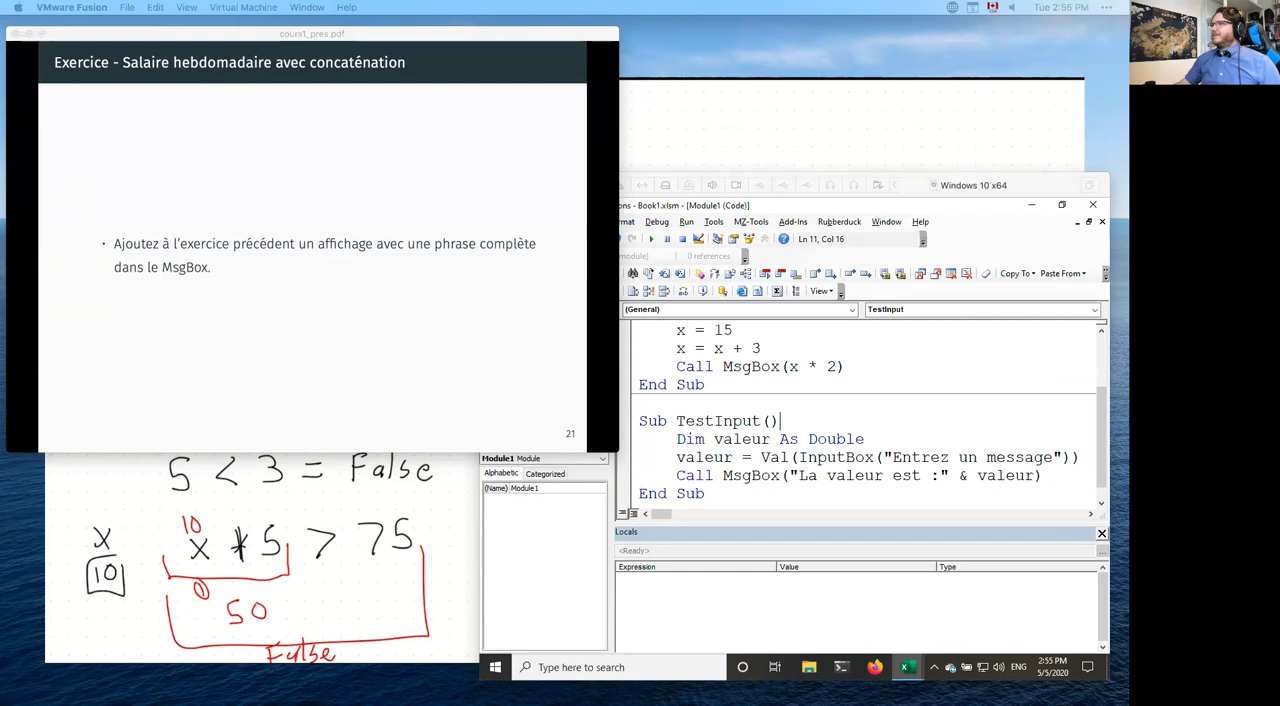 VMware Fusion File Edit View Virtual Machine Window Help Tue 2:55 PM
cours1_pres.pdf
Exercice - Salaire hebdomadaire avec concaténation
• Ajoutez à l'exercice précédent un affichage avec une phrase complète
dans le MsgBox.
21
Windows 10 x64
ons - Book1.xlsm - [Module1 (Code)]
rmat Debug Run Tools MZ-Tools Add-Ins Rubberduck Window Help
Ln 11, Col 16
module) 0 references
Copy To Paste From
View
(General) TestInput
x = 15
x = x + 3
Call MsgBox(x * 2)
End Sub
Sub TestInput()
Dim valeur As Double
valeur = Val(InputBox("Entrez un message"))
Call MsgBox("La valeur est :" & valeur)
End Sub
Module1 Module
Alphabetic Categorized
(Name) Module1
Locals
<Ready>
Expression Value Type
5 < 3 = False
10
x x * 5 > 75
10
1
50
False
Type here to search
ENG 2:55 PM
5/5/2020